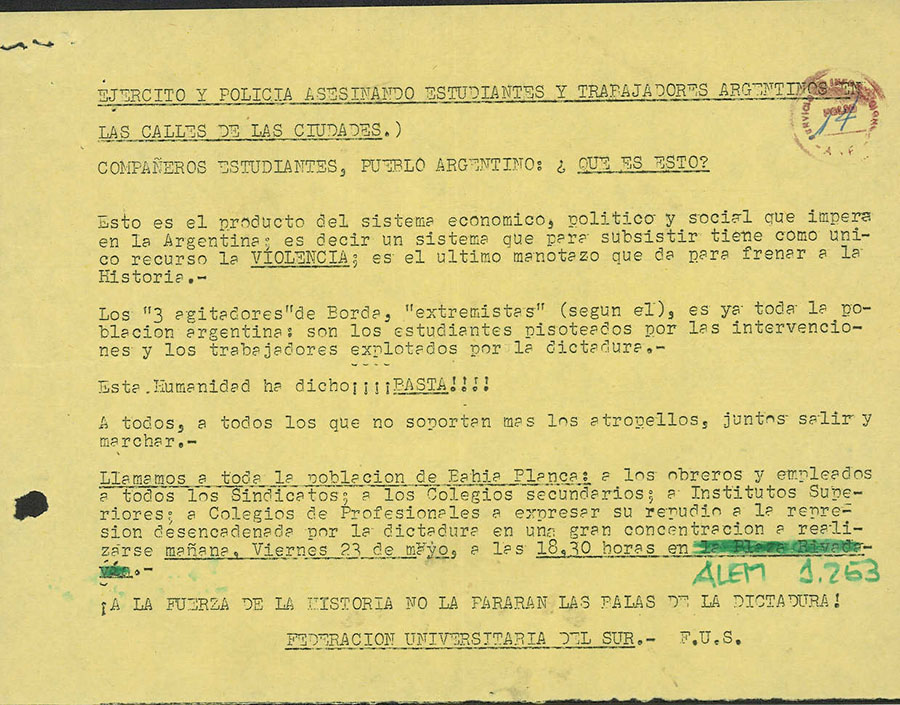 EJERCITO Y POLICIA ASESINANDO ESTUDIANTES Y TRABAJADORES ARGENTINOS EN
LAS CALLES DE LAS CIUDADES.)
COMPAÑEROS ESTUDIANTES, PUEBLO ARGENTINO: ¿ QUE ES ESTO?
FOLIO
14
Esto es el producto del sistema economico, politico y social que impera
en la Argentina; es decir un sistema que para subsistir tiene como uni-
co recurso la VIOLENCIA; es el ultimo manotazo que da para frenar a la
Historia.-
Los "3 agitadores"de Borda, "extremistas" (segun el), es ya toda la po-
blacion argentina: son los estudiantes pisoteados por las intervencio-
nes y los trabajadores explotados por la dictadura.-
Esta Humanidad ha dicho¡¡¡¡BASTA!!!!
A todos, a todos los que no soportan mas los atropellos, juntos salir y
marchar.-
Llamamos a toda la poblacion de Bahia Blanca: a los obreros y empleados
a todos los Sindicatos; a los Colegios secundarios; a Institutos Supe-
riores; a Colegios de Profesionales a expresar su repudio a la repre-
sion desencadenada por la dictadura en una gran concentracion a reali-
zarse mañana, Viernes 23 de mayo, a las 18,30 horas en la Plaza Rivada-
via.-
ALEM 1.253
¡A LA FUERZA DE LA HISTORIA NO LA PARARAN LAS BALAS DE LA DICTADURA!
FEDERACION UNIVERSITARIA DEL SUR.- F.U.S.